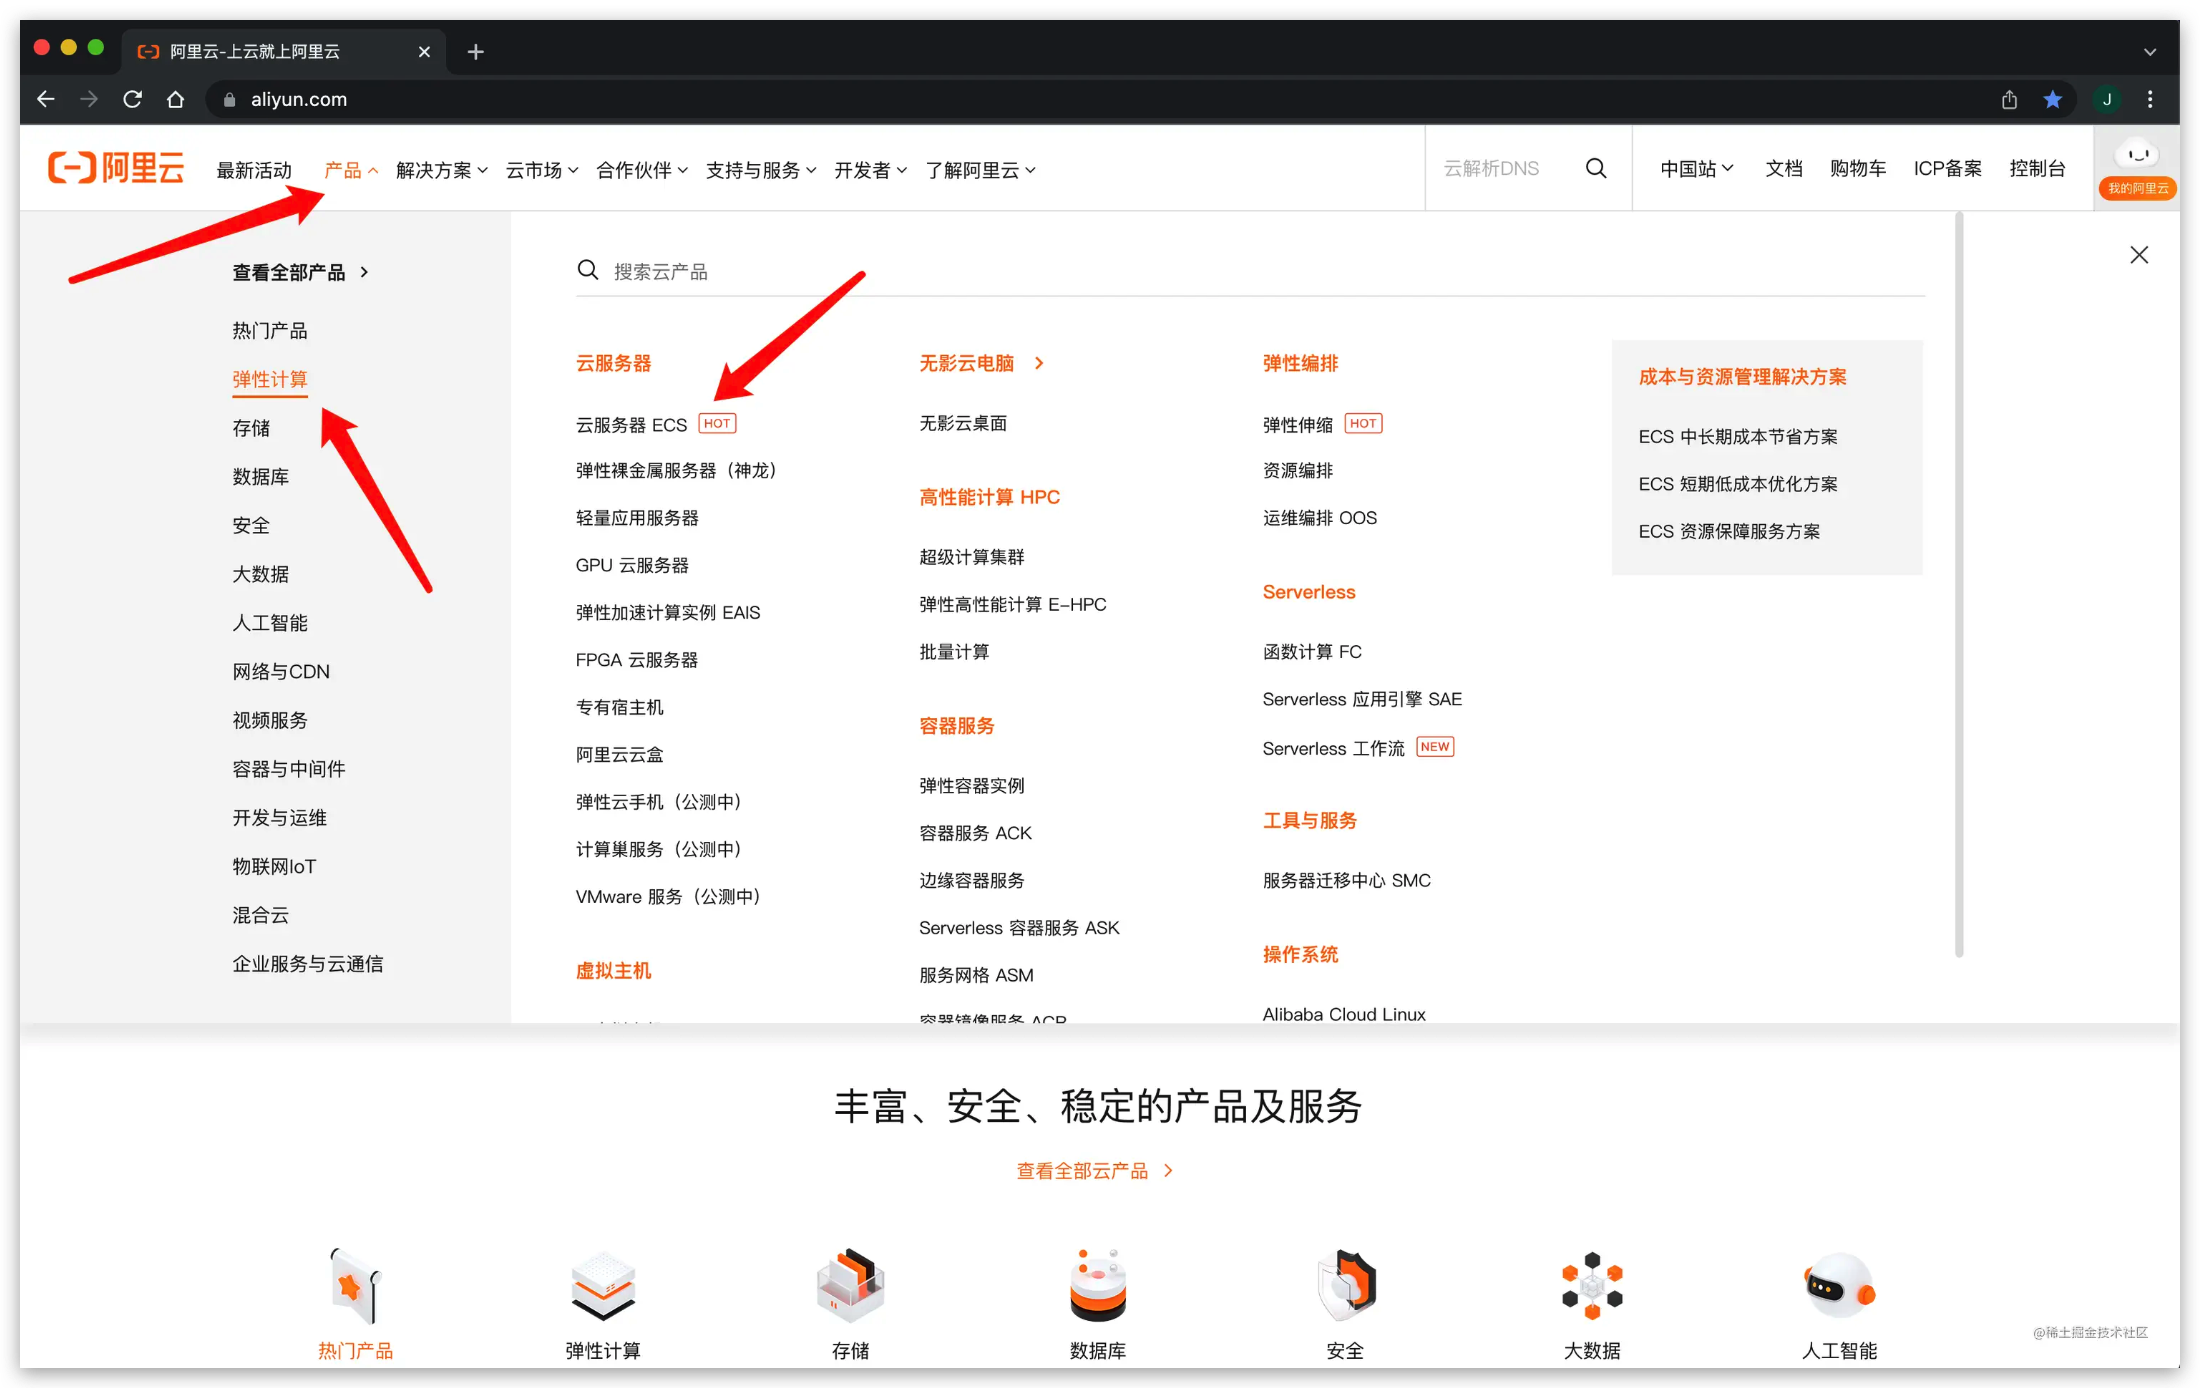 阿里云-上云就上阿里云
aliyun.com
J
阿里云
最新活动 产品 解决方案 云市场 合作伙伴 支持与服务 开发者 了解阿里云
云解析DNS
中国站 文档 购物车 ICP备案 控制台
我的阿里云
查看全部产品
热门产品
弹性计算
存储
数据库
安全
大数据
人工智能
网络与CDN
视频服务
容器与中间件
开发与运维
物联网IoT
混合云
企业服务与云通信
搜索云产品
云服务器
云服务器 ECS HOT
弹性裸金属服务器（神龙）
轻量应用服务器
GPU 云服务器
弹性加速计算实例 EAIS
FPGA 云服务器
专有宿主机
阿里云云盒
弹性云手机（公测中）
计算巢服务（公测中）
VMware 服务（公测中）
虚拟主机
无影云电脑
无影云桌面
高性能计算 HPC
超级计算集群
弹性高性能计算 E-HPC
批量计算
容器服务
弹性容器实例
容器服务 ACK
边缘容器服务
Serverless 容器服务 ASK
服务网格 ASM
容器镜像服务 ACR
弹性编排
弹性伸缩 HOT
资源编排
运维编排 OOS
Serverless
函数计算 FC
Serverless 应用引擎 SAE
Serverless 工作流 NEW
工具与服务
服务器迁移中心 SMC
操作系统
Alibaba Cloud Linux
成本与资源管理解决方案
ECS 中长期成本节省方案
ECS 短期低成本优化方案
ECS 资源保障服务方案
丰富、安全、稳定的产品及服务
查看全部云产品
热门产品 弹性计算 存储 数据库 安全 大数据 人工智能
@稀土掘金技术社区